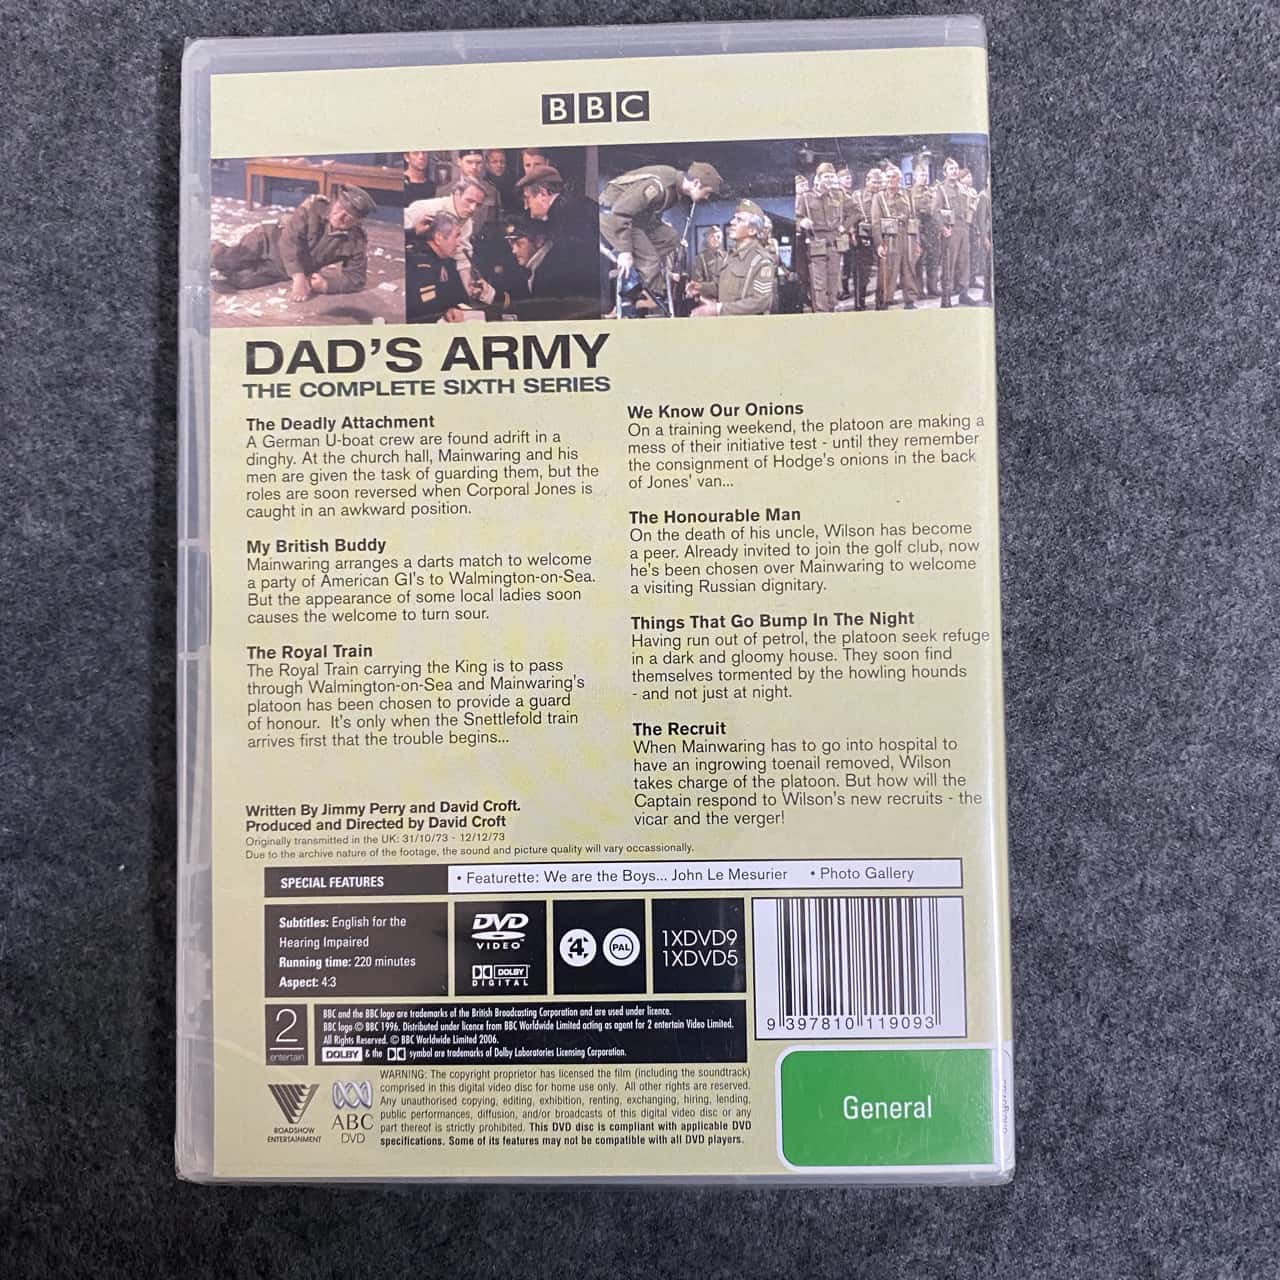 BBC
DAD'S ARMY
THE COMPLETE SIXTH SERIES
The Deadly Attachment
A German U-boat crew are found adrift in a
dinghy. At the church hall, Mainwaring and his
men are given the task of guarding them, but the
roles are soon reversed when Corporal Jones is
caught in an awkward position.
My British Buddy
Mainwaring arranges a darts match to welcome
a party of American GI's to Walmington-on-Sea.
But the appearance of some local ladies soon
causes the welcome to turn sour.
The Royal Train
The Royal Train carrying the King is to pass
through Walmington-on-Sea and Mainwaring's
platoon has been chosen to provide a guard
of honour. It's only when the Snettlefold train
arrives first that the trouble begins...
We Know Our Onions
On a training weekend, the platoon are making a
mess of their initiative test - until they remember
the consignment of Hodge's onions in the back
of Jones' van...
The Honourable Man
On the death of his uncle, Wilson has become
a peer. Already invited to join the golf club, now
he's been chosen over Mainwaring to welcome
a visiting Russian dignitary.
Things That Go Bump In The Night
Having run out of petrol, the platoon seek refuge
in a dark and gloomy house. They soon find
themselves tormented by the howling hounds
- and not just at night.
The Recruit
When Mainwaring has to go into hospital to
have an ingrowing toenail removed, Wilson
takes charge of the platoon. But how will the
Captain respond to Wilson's new recruits - the
vicar and the verger!
Written By Jimmy Perry and David Croft.
Produced and Directed by David Croft
Originally transmitted in the UK: 31/10/73 - 12/12/73
Due to the archive nature of the footage, the sound and picture quality will vary occassionally.
SPECIAL FEATURES
• Featurette: We are the Boys... John Le Mesurier • Photo Gallery
Subtitles: English for the
Hearing Impaired
Running time: 220 minutes
Aspect: 4:3
DVD
VIDEO
DOLBY
DIGITAL
4
PAL
1XDVD9
1XDVD5
9 397810 119093
2
entertain
BBC and the BBC logo are trademarks of the British Broadcasting Corporation and are used under licence.
BBC logo © BBC 1996. Distributed under licence from BBC Worldwide Limited acting as agent for 2 entertain Video Limited.
All Rights Reserved. © BBC Worldwide Limited 2006.
DOLBY & the symbol are trademarks of Dolby Laboratories Licensing Corporation.
ROADSHOW
ENTERTAINMENT
ABC
DVD
WARNING: The copyright proprietor has licensed the film (including the soundtrack)
comprised in this digital video disc for home use only. All other rights are reserved.
Any unauthorised copying, editing, exhibition, renting, exchanging, hiring, lending,
public performances, diffusion, and/or broadcasts of this digital video disc or any
part thereof is strictly prohibited. This DVD disc is compliant with applicable DVD
specifications. Some of its features may not be compatible with all DVD players.
General